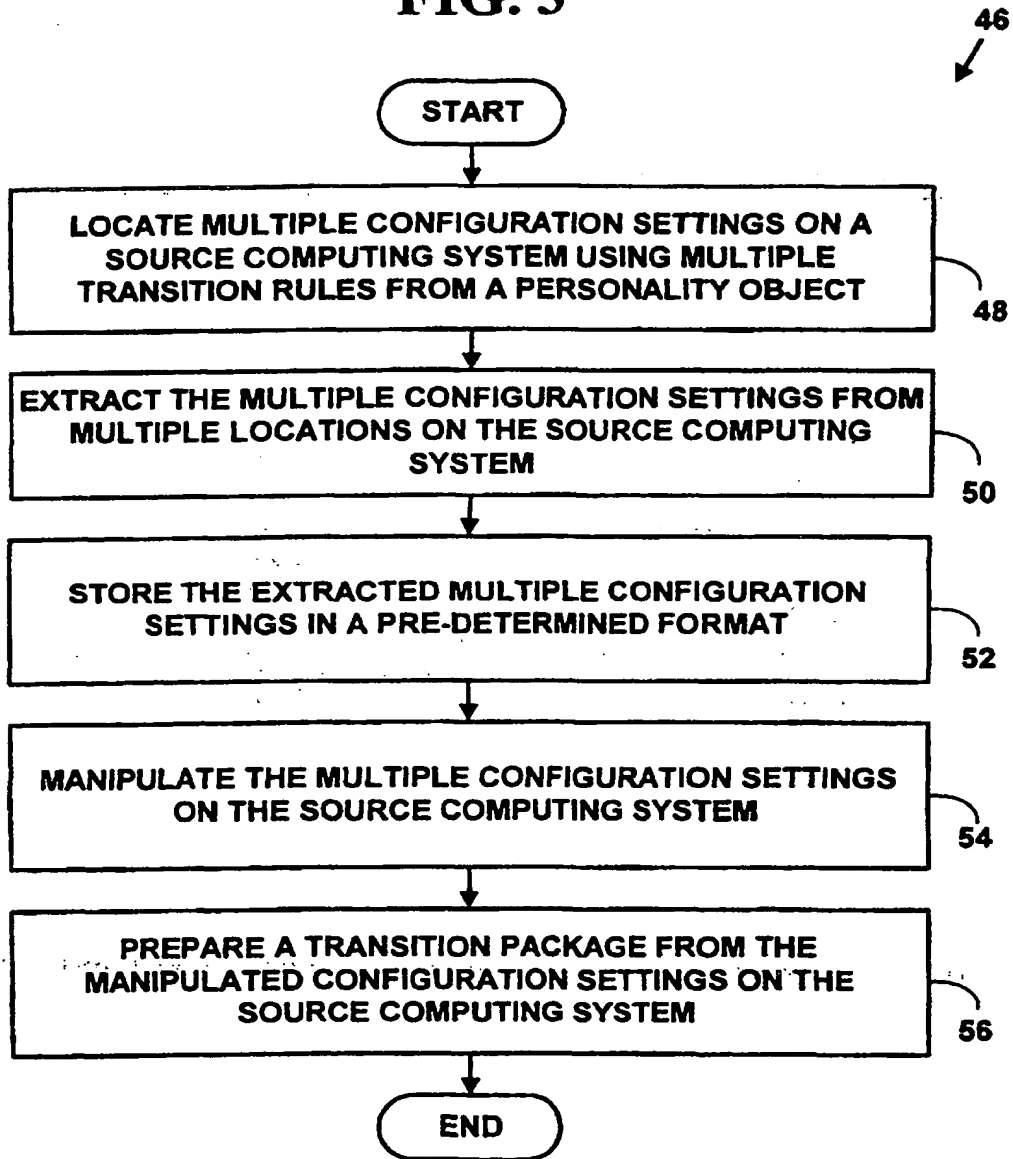 FIG. 3
46
START
LOCATE MULTIPLE CONFIGURATION SETTINGS ON A
SOURCE COMPUTING SYSTEM USING MULTIPLE
TRANSITION RULES FROM A PERSONALITY OBJECT
48
EXTRACT THE MULTIPLE CONFIGURATION SETTINGS FROM
MULTIPLE LOCATIONS ON THE SOURCE COMPUTING
SYSTEM
50
STORE THE EXTRACTED MULTIPLE CONFIGURATION
SETTINGS IN A PRE-DETERMINED FORMAT
52
MANIPULATE THE MULTIPLE CONFIGURATION SETTINGS
ON THE SOURCE COMPUTING SYSTEM
54
PREPARE A TRANSITION PACKAGE FROM THE
MANIPULATED CONFIGURATION SETTINGS ON THE
SOURCE COMPUTING SYSTEM
56
END